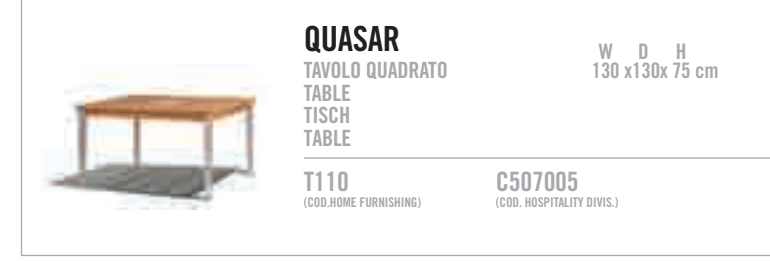 QUASAR
TAVOLO QUADRATO
TABLE
TISCH
TABLE
W D H
130 x130x 75 cm
T110
(COD.HOME FURNISHING)
C507005
(COD. HOSPITALITY DIVIS.)